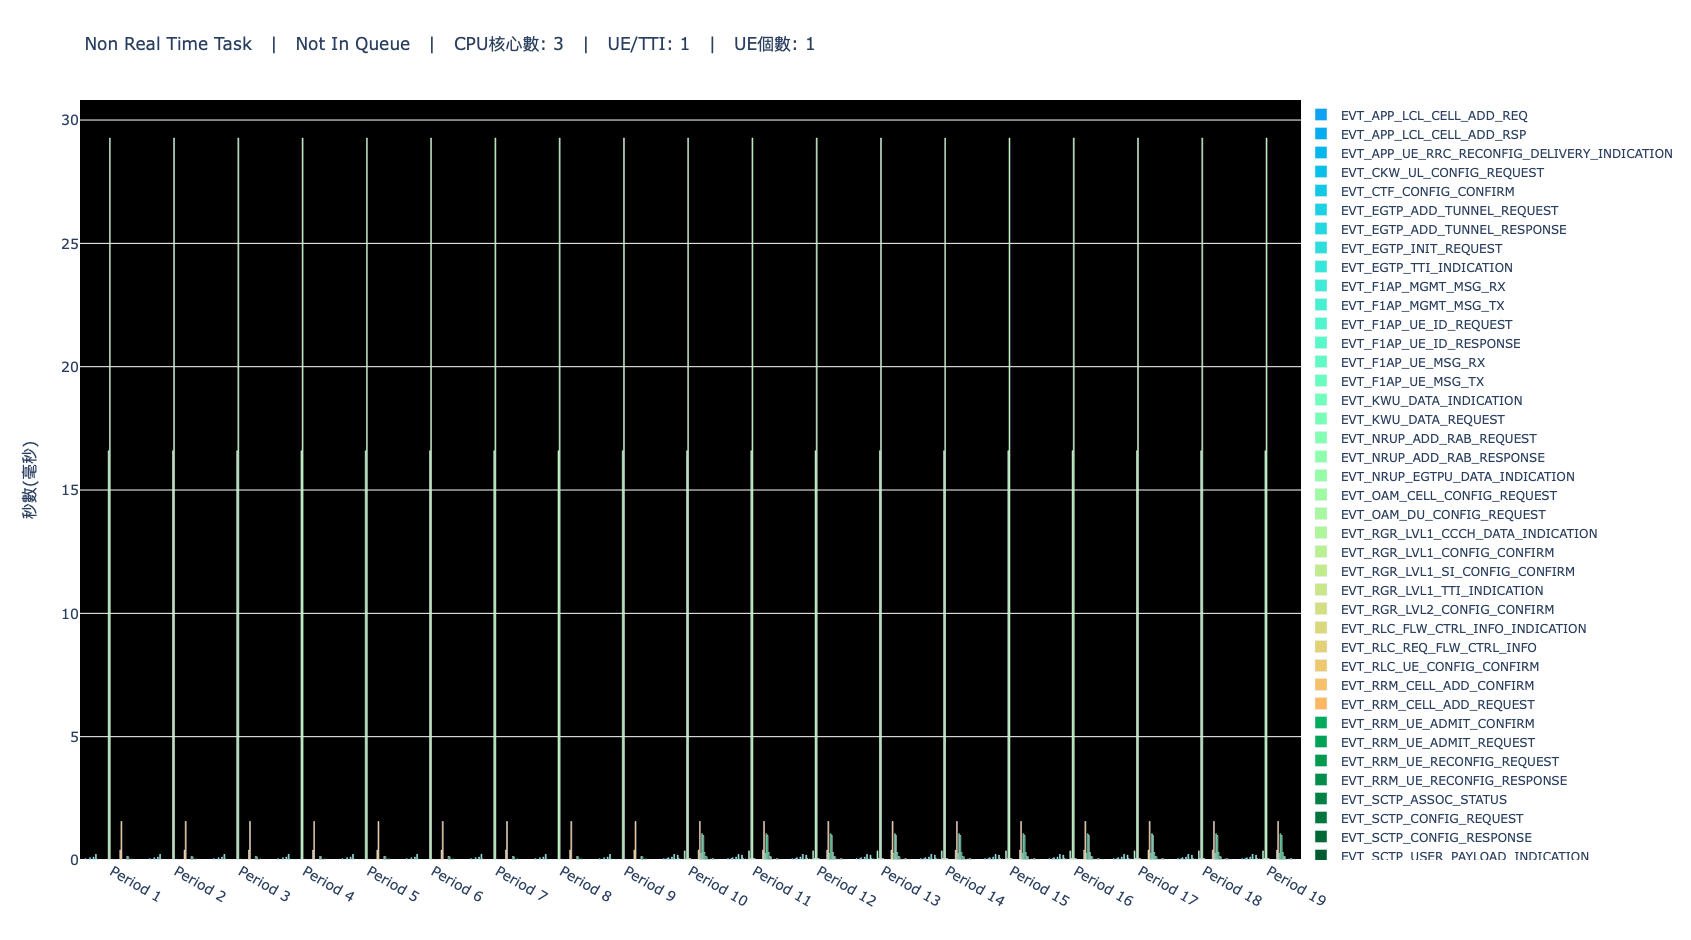 Non Real Time Task | Not In Queue | CPU核心數: 3 | UE/TTI: 1 | UE個數: 1
秒數(毫秒)
30
25
20
15
10
5
0
Period 1
Period 2
Period 3
Period 4
Period 5
Period 6
Period 7
Period 8
Period 9
Period 10
Period 11
Period 12
Period 13
Period 14
Period 15
Period 16
Period 17
Period 18
Period 19
EVT_APP_LCL_CELL_ADD_REQ
EVT_APP_LCL_CELL_ADD_RSP
EVT_APP_UE_RRC_RECONFIG_DELIVERY_INDICATION
EVT_CKW_UL_CONFIG_REQUEST
EVT_CTF_CONFIG_CONFIRM
EVT_EGTP_ADD_TUNNEL_REQUEST
EVT_EGTP_ADD_TUNNEL_RESPONSE
EVT_EGTP_INIT_REQUEST
EVT_EGTP_TTI_INDICATION
EVT_F1AP_MGMT_MSG_RX
EVT_F1AP_MGMT_MSG_TX
EVT_F1AP_UE_ID_REQUEST
EVT_F1AP_UE_ID_RESPONSE
EVT_F1AP_UE_MSG_RX
EVT_F1AP_UE_MSG_TX
EVT_KWU_DATA_INDICATION
EVT_KWU_DATA_REQUEST
EVT_NRUP_ADD_RAB_REQUEST
EVT_NRUP_ADD_RAB_RESPONSE
EVT_NRUP_EGTPU_DATA_INDICATION
EVT_OAM_CELL_CONFIG_REQUEST
EVT_OAM_DU_CONFIG_REQUEST
EVT_RGR_LVL1_CCCH_DATA_INDICATION
EVT_RGR_LVL1_CONFIG_CONFIRM
EVT_RGR_LVL1_SI_CONFIG_CONFIRM
EVT_RGR_LVL1_TTI_INDICATION
EVT_RGR_LVL2_CONFIG_CONFIRM
EVT_RLC_FLW_CTRL_INFO_INDICATION
EVT_RLC_REQ_FLW_CTRL_INFO
EVT_RLC_UE_CONFIG_CONFIRM
EVT_RRM_CELL_ADD_CONFIRM
EVT_RRM_CELL_ADD_REQUEST
EVT_RRM_UE_ADMIT_CONFIRM
EVT_RRM_UE_ADMIT_REQUEST
EVT_RRM_UE_RECONFIG_REQUEST
EVT_RRM_UE_RECONFIG_RESPONSE
EVT_SCTP_ASSOC_STATUS
EVT_SCTP_CONFIG_REQUEST
EVT_SCTP_CONFIG_RESPONSE
EVT_SCTP_USER_PAYLOAD_INDICATION